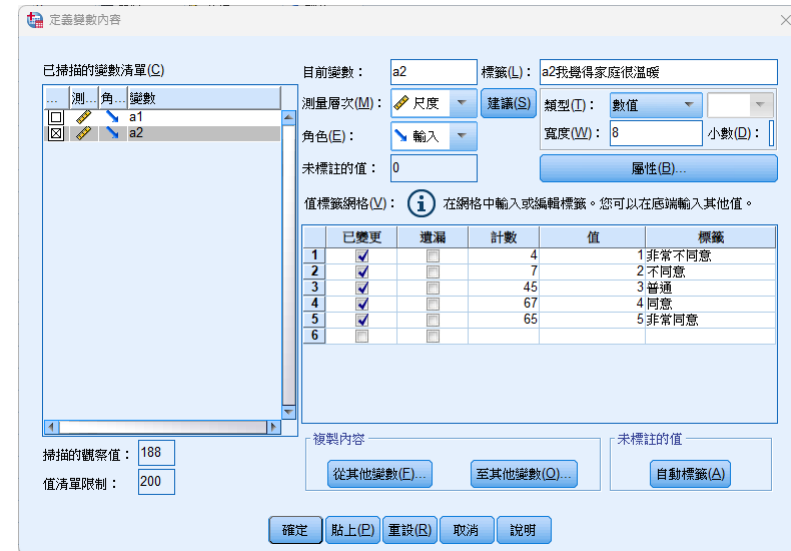 定義變數內容
已掃描的變數清單(C)
... 測... 角... 變數
a1
a2
掃描的觀察值： 188
值清單限制： 200
目前變數： a2 標籤(L)： a2我覺得家庭很溫暖
測量層次(M)： 尺度 建議(S) 類型(T)： 數值
角色(E)： 輸入 寬度(W)： 8 小數(D)：
未標註的值： 0 屬性(B)...
值標籤網格(V)： 在網格中輸入或編輯標籤。您可以在底端輸入其他值。
已變更 遺漏 計數 值 標籤
1 4 1 非常不同意
2 7 2 不同意
3 45 3 普通
4 67 4 同意
5 65 5 非常同意
6
複製內容 未標註的值
從其他變數(F)... 至其他變數(O)... 自動標籤(A)
確定 貼上(P) 重設(R) 取消 說明